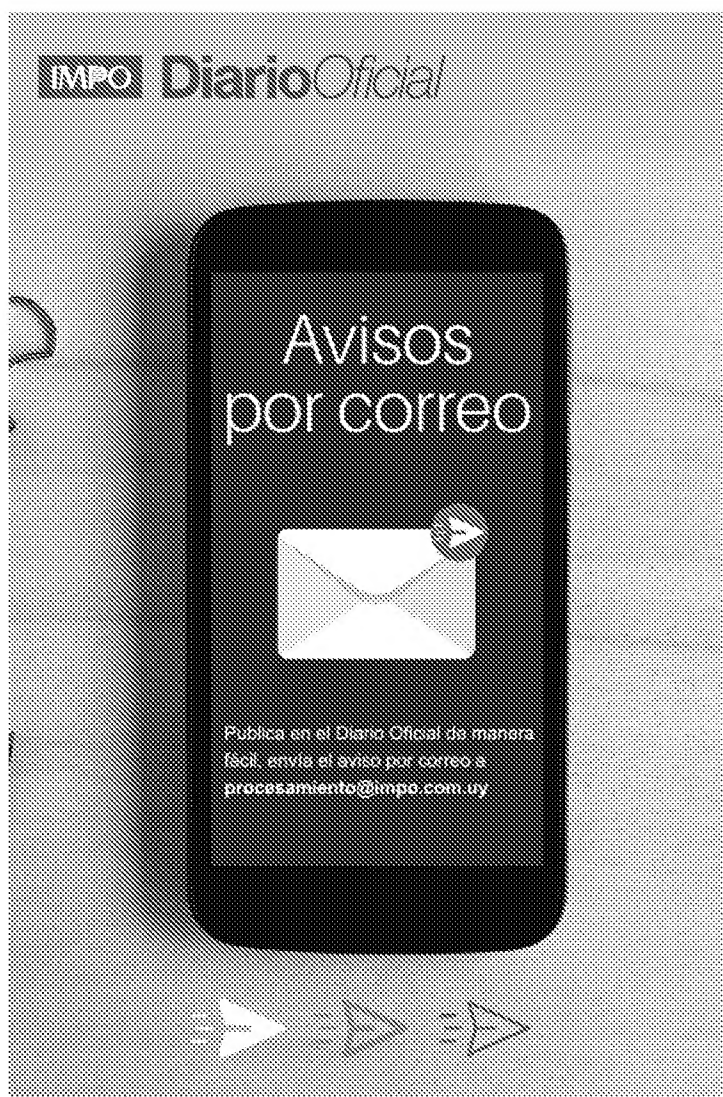 IMPO DiarioOficial
Avisos
por correo
Publica en el Diario Oficial de manera
fácil, envía el aviso por correo a
procesamiento@impo.com.uy